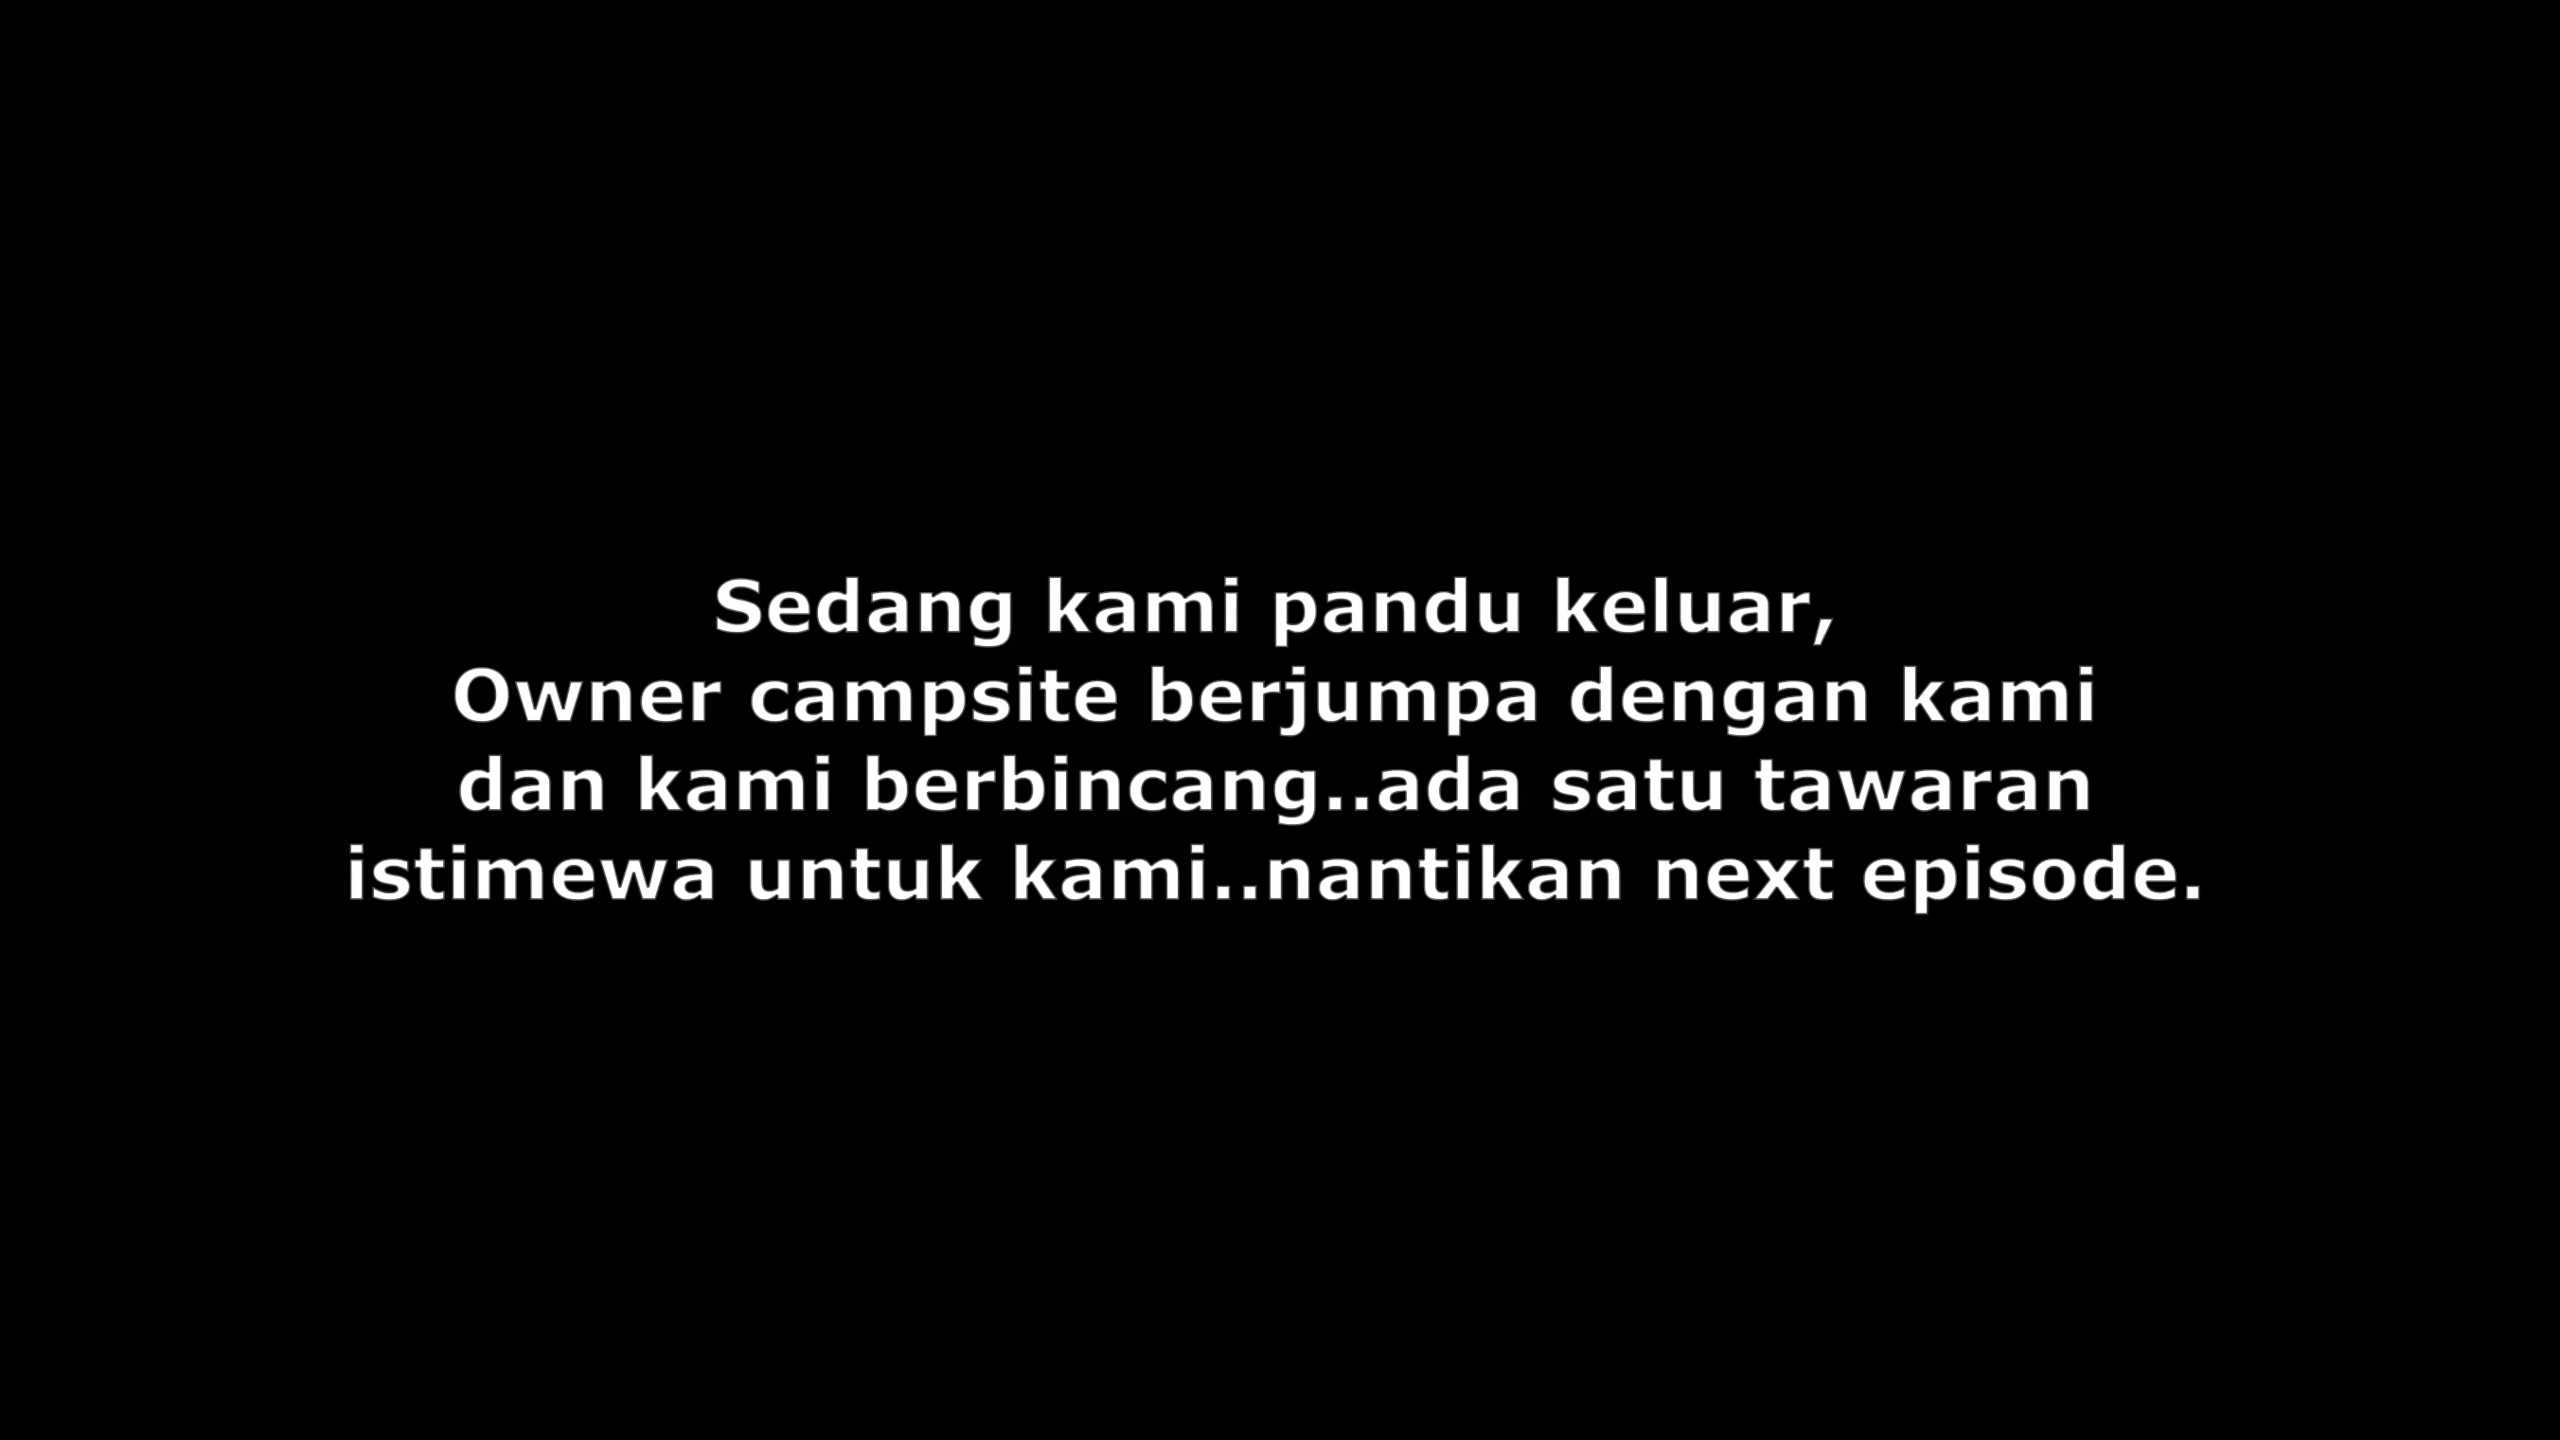 Sedang kami pandu keluar,
Owner campsite berjumpa dengan kami
dan kami berbincang..ada satu tawaran
istimewa untuk kami..nantikan next episode.